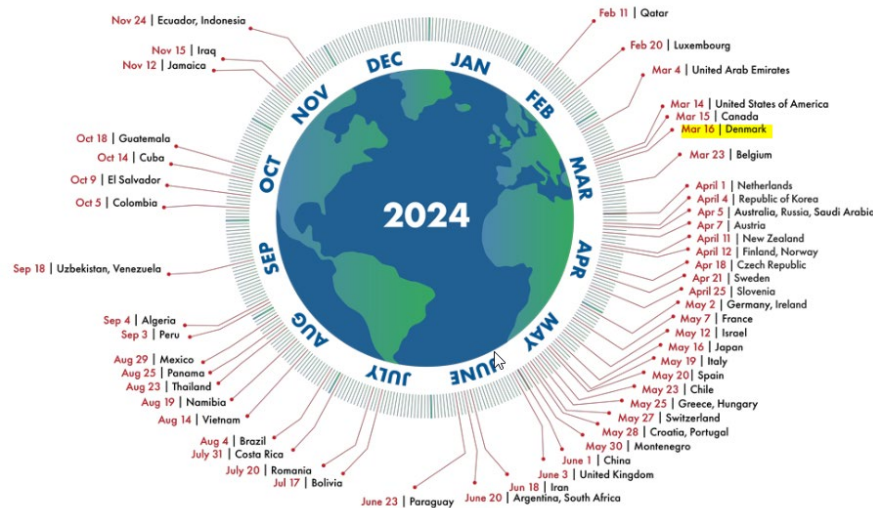 Nov 24 | Ecuador, Indonesia
Nov 15 | Iraq
Nov 12 | Jamaica
Oct 18 | Guatemala
Oct 14 | Cuba
Oct 9 | El Salvador
Oct 5 | Colombia
Sep 18 | Uzbekistan, Venezuela
Sep 4 | Algeria
Sep 3 | Peru
Aug 29 | Mexico
Aug 25 | Panama
Aug 23 | Thailand
Aug 19 | Namibia
Aug 14 | Vietnam
Aug 4 | Brazil
July 31 | Costa Rica
July 20 | Romania
Jul 17 | Bolivia
JAN
FEB
MAR
APR
MAY
JUNE
JULY
AUG
SEP
OCT
NOV
DEC
2024
Feb 11 | Qatar
Feb 20 | Luxembourg
Mar 4 | United Arab Emirates
Mar 14 | United States of America
Mar 15 | Canada
Mar 16 | Denmark
Mar 23 | Belgium
April 1 | Netherlands
April 4 | Republic of Korea
Apr 5 | Australia, Russia, Saudi Arabia
Apr 7 | Austria
April 11 | New Zealand
April 12 | Finland, Norway
Apr 18 | Czech Republic
Apr 21 | Sweden
April 25 | Slovenia
May 2 | Germany, Ireland
May 7 | France
May 12 | Israel
May 16 | Japan
May 19 | Italy
May 20 | Spain
May 23 | Chile
May 25 | Greece, Hungary
May 27 | Switzerland
May 28 | Croatia, Portugal
May 30 | Montenegro
June 1 | China
June 3 | United Kingdom
Jun 18 | Iran
June 20 | Argentina, South Africa
June 23 | Paraguay